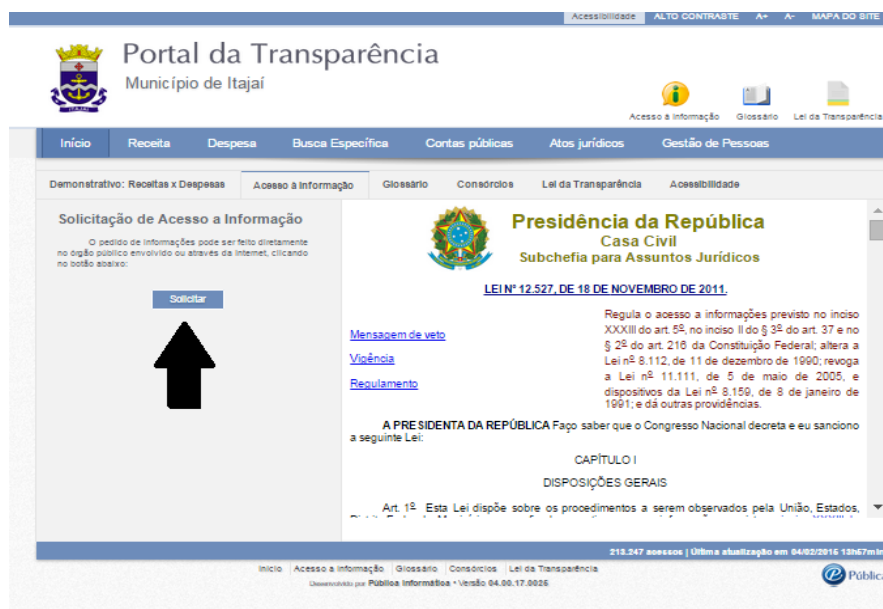 Acessibilidade ALTO CONTRASTE A+ A- MAPA DO SITE
Portal da Transparência
Município de Itajaí
ITAJAÍ
Acesso à Informação Glossário Lei da Transparência
Início Receita Despesa Busca Específica Contas públicas Atos jurídicos Gestão de Pessoas
Demonstrativo: Receitas x Despesas Acesso à Informação Glossário Consórcios Lei da Transparência Acessibilidade
Solicitação de Acesso a Informação
O pedido de informações pode ser feito diretamente
no órgão público envolvido ou através da internet, clicando
no botão abaixo:
Solicitar
Presidência da República
Casa Civil
Subchefia para Assuntos Jurídicos
LEI Nº 12.527, DE 18 DE NOVEMBRO DE 2011.
Mensagem de veto
Vigência
Regulamento
Regula o acesso a informações previsto no inciso
XXXIII do art. 5º, no inciso II do § 3º do art. 37 e no
§ 2º do art. 216 da Constituição Federal; altera a
Lei nº 8.112, de 11 de dezembro de 1990; revoga
a Lei nº 11.111, de 5 de maio de 2005, e
dispositivos da Lei nº 8.159, de 8 de janeiro de
1991; e dá outras providências.
A PRESIDENTA DA REPÚBLICA Faço saber que o Congresso Nacional decreta e eu sanciono
a seguinte Lei:
CAPÍTULO I
DISPOSIÇÕES GERAIS
Art. 1º Esta Lei dispõe sobre os procedimentos a serem observados pela União, Estados,
213.247 acessos | Última atualização em 04/02/2016 13h57min
Início Acesso a Informação Glossário Consórcios Lei da Transparência
Desenvolvido por Pública Informática • Versão 04.00.17.0026
Pública